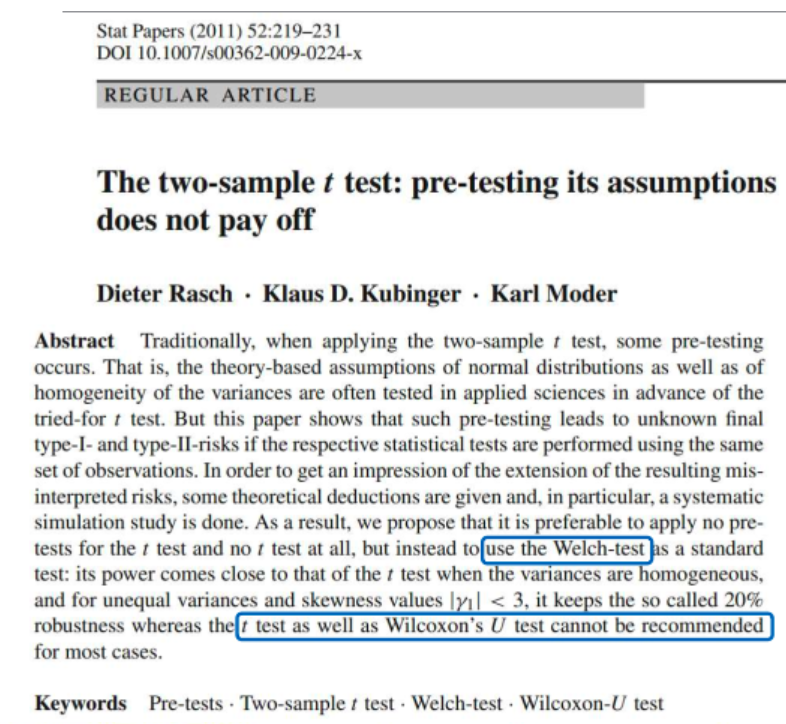 Stat Papers (2011) 52:219–231
DOI 10.1007/s00362-009-0224-x
REGULAR ARTICLE
The two-sample t test: pre-testing its assumptions
does not pay off
Dieter Rasch · Klaus D. Kubinger · Karl Moder
Abstract Traditionally, when applying the two-sample t test, some pre-testing
occurs. That is, the theory-based assumptions of normal distributions as well as of
homogeneity of the variances are often tested in applied sciences in advance of the
tried-for t test. But this paper shows that such pre-testing leads to unknown final
type-I- and type-II-risks if the respective statistical tests are performed using the same
set of observations. In order to get an impression of the extension of the resulting mis-
interpreted risks, some theoretical deductions are given and, in particular, a systematic
simulation study is done. As a result, we propose that it is preferable to apply no pre-
tests for the t test and no t test at all, but instead to use the Welch-test as a standard
test: its power comes close to that of the t test when the variances are homogeneous,
and for unequal variances and skewness values |γ1| < 3, it keeps the so called 20%
robustness whereas the t test as well as Wilcoxon's U test cannot be recommended
for most cases.
Keywords Pre-tests · Two-sample t test · Welch-test · Wilcoxon-U test